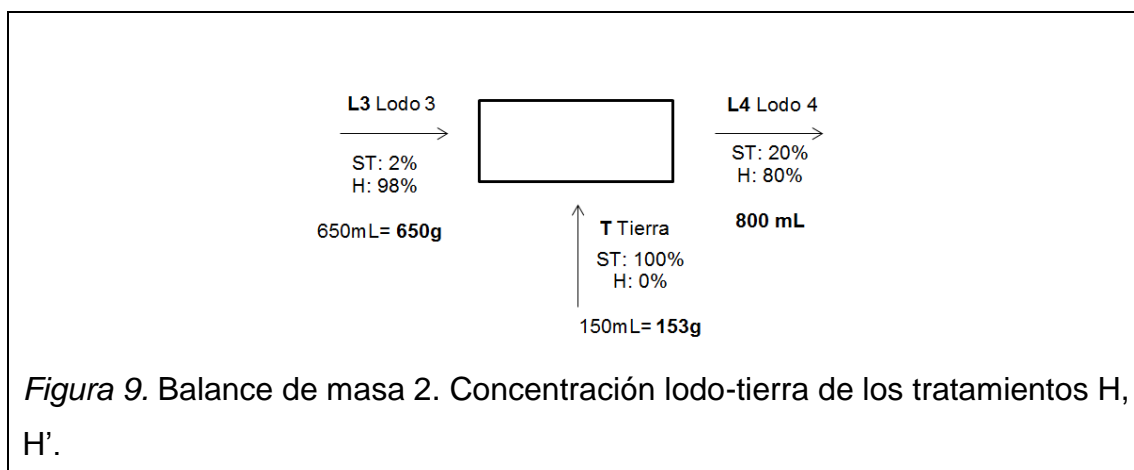 L3 Lodo 3
ST: 2%
H: 98%
650mL= 650g
T Tierra
ST: 100%
H: 0%
150mL= 153g
L4 Lodo 4
ST: 20%
H: 80%
800 mL
Figura 9. Balance de masa 2. Concentración lodo-tierra de los tratamientos H,
H’.